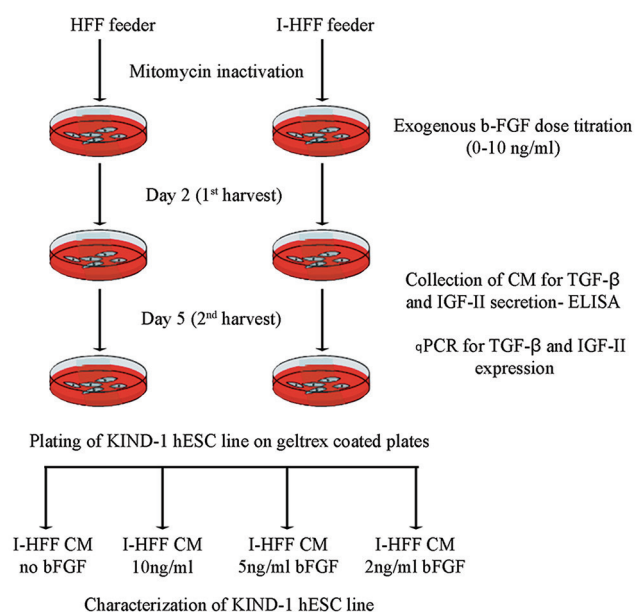 HFF feeder
I-HFF feeder
Mitomycin inactivation
Exogenous b-FGF dose titration
(0-10 ng/ml)
Day 2 (1st harvest)
Collection of CM for TGF-β
and IGF-II secretion- ELISA
Day 5 (2nd harvest)
qPCR for TGF-β and IGF-II
expression
Plating of KIND-1 hESC line on geltrex coated plates
I-HFF CM
no bFGF
I-HFF CM
10ng/ml
I-HFF CM
5ng/ml bFGF
I-HFF CM
2ng/ml bFGF
Characterization of KIND-1 hESC line